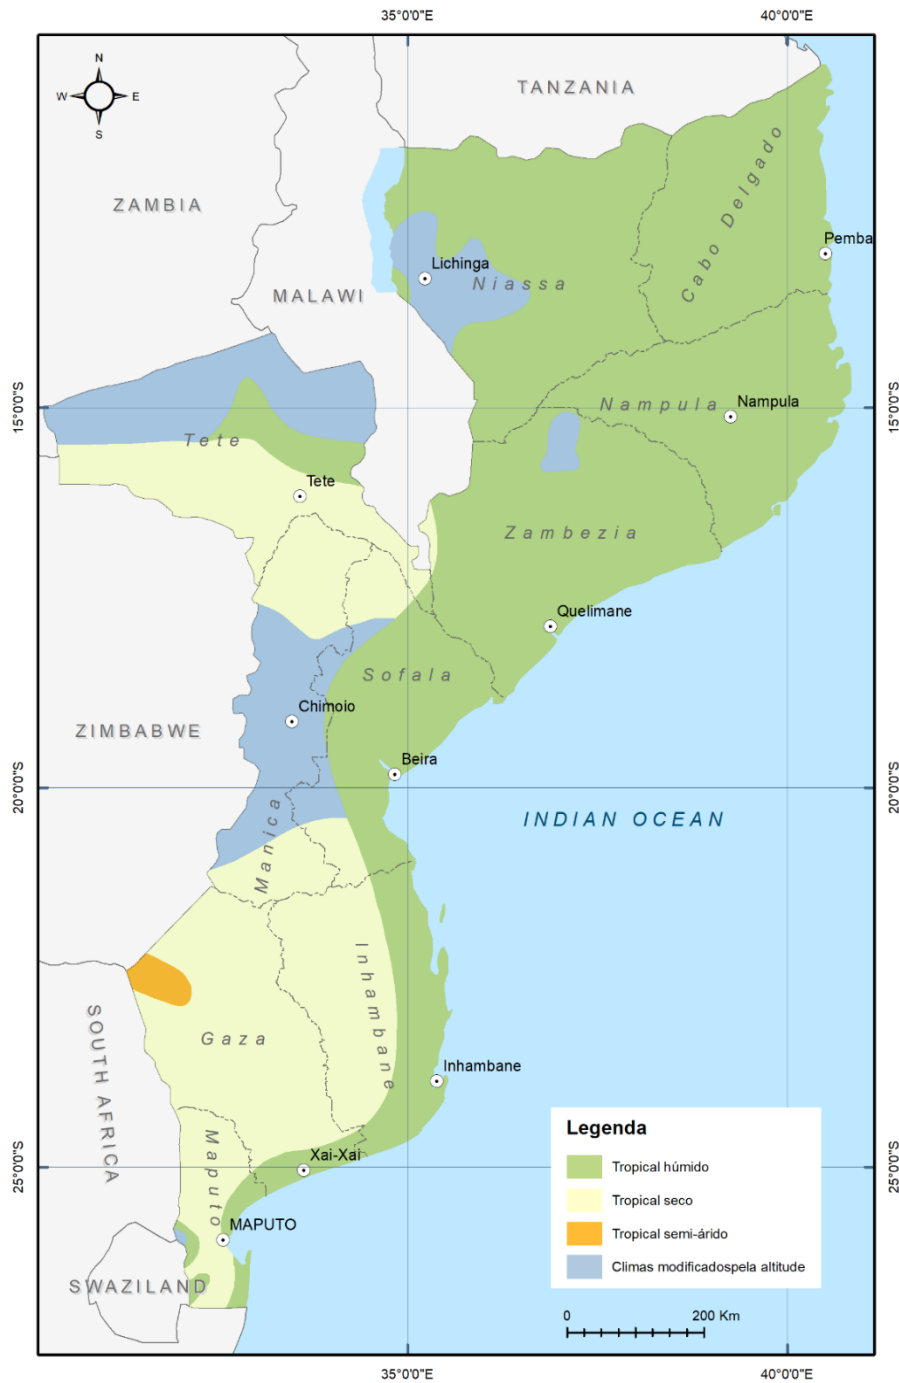 35°0'0"E
40°0'0"E
N
W
E
S
TANZANIA
ZAMBIA
Cabo Delgado
Pemba
Lichinga
Niassa
MALAWI
15°0'0"S
15°0'0"S
Nampula
Nampula
Tete
Tete
Zambezia
Quelimane
Sofala
Chimoio
ZIMBABWE
Beira
20°0'0"S
20°0'0"S
INDIAN OCEAN
Manica
Inhambane
SOUTH AFRICA
Gaza
Inhambane
Maputo
Xai-Xai
25°0'0"S
25°0'0"S
MAPUTO
SWAZILAND
Legenda
Tropical húmido
Tropical seco
Tropical semi-árido
Climas modificadospela altitude
0
200 Km
35°0'0"E
40°0'0"E